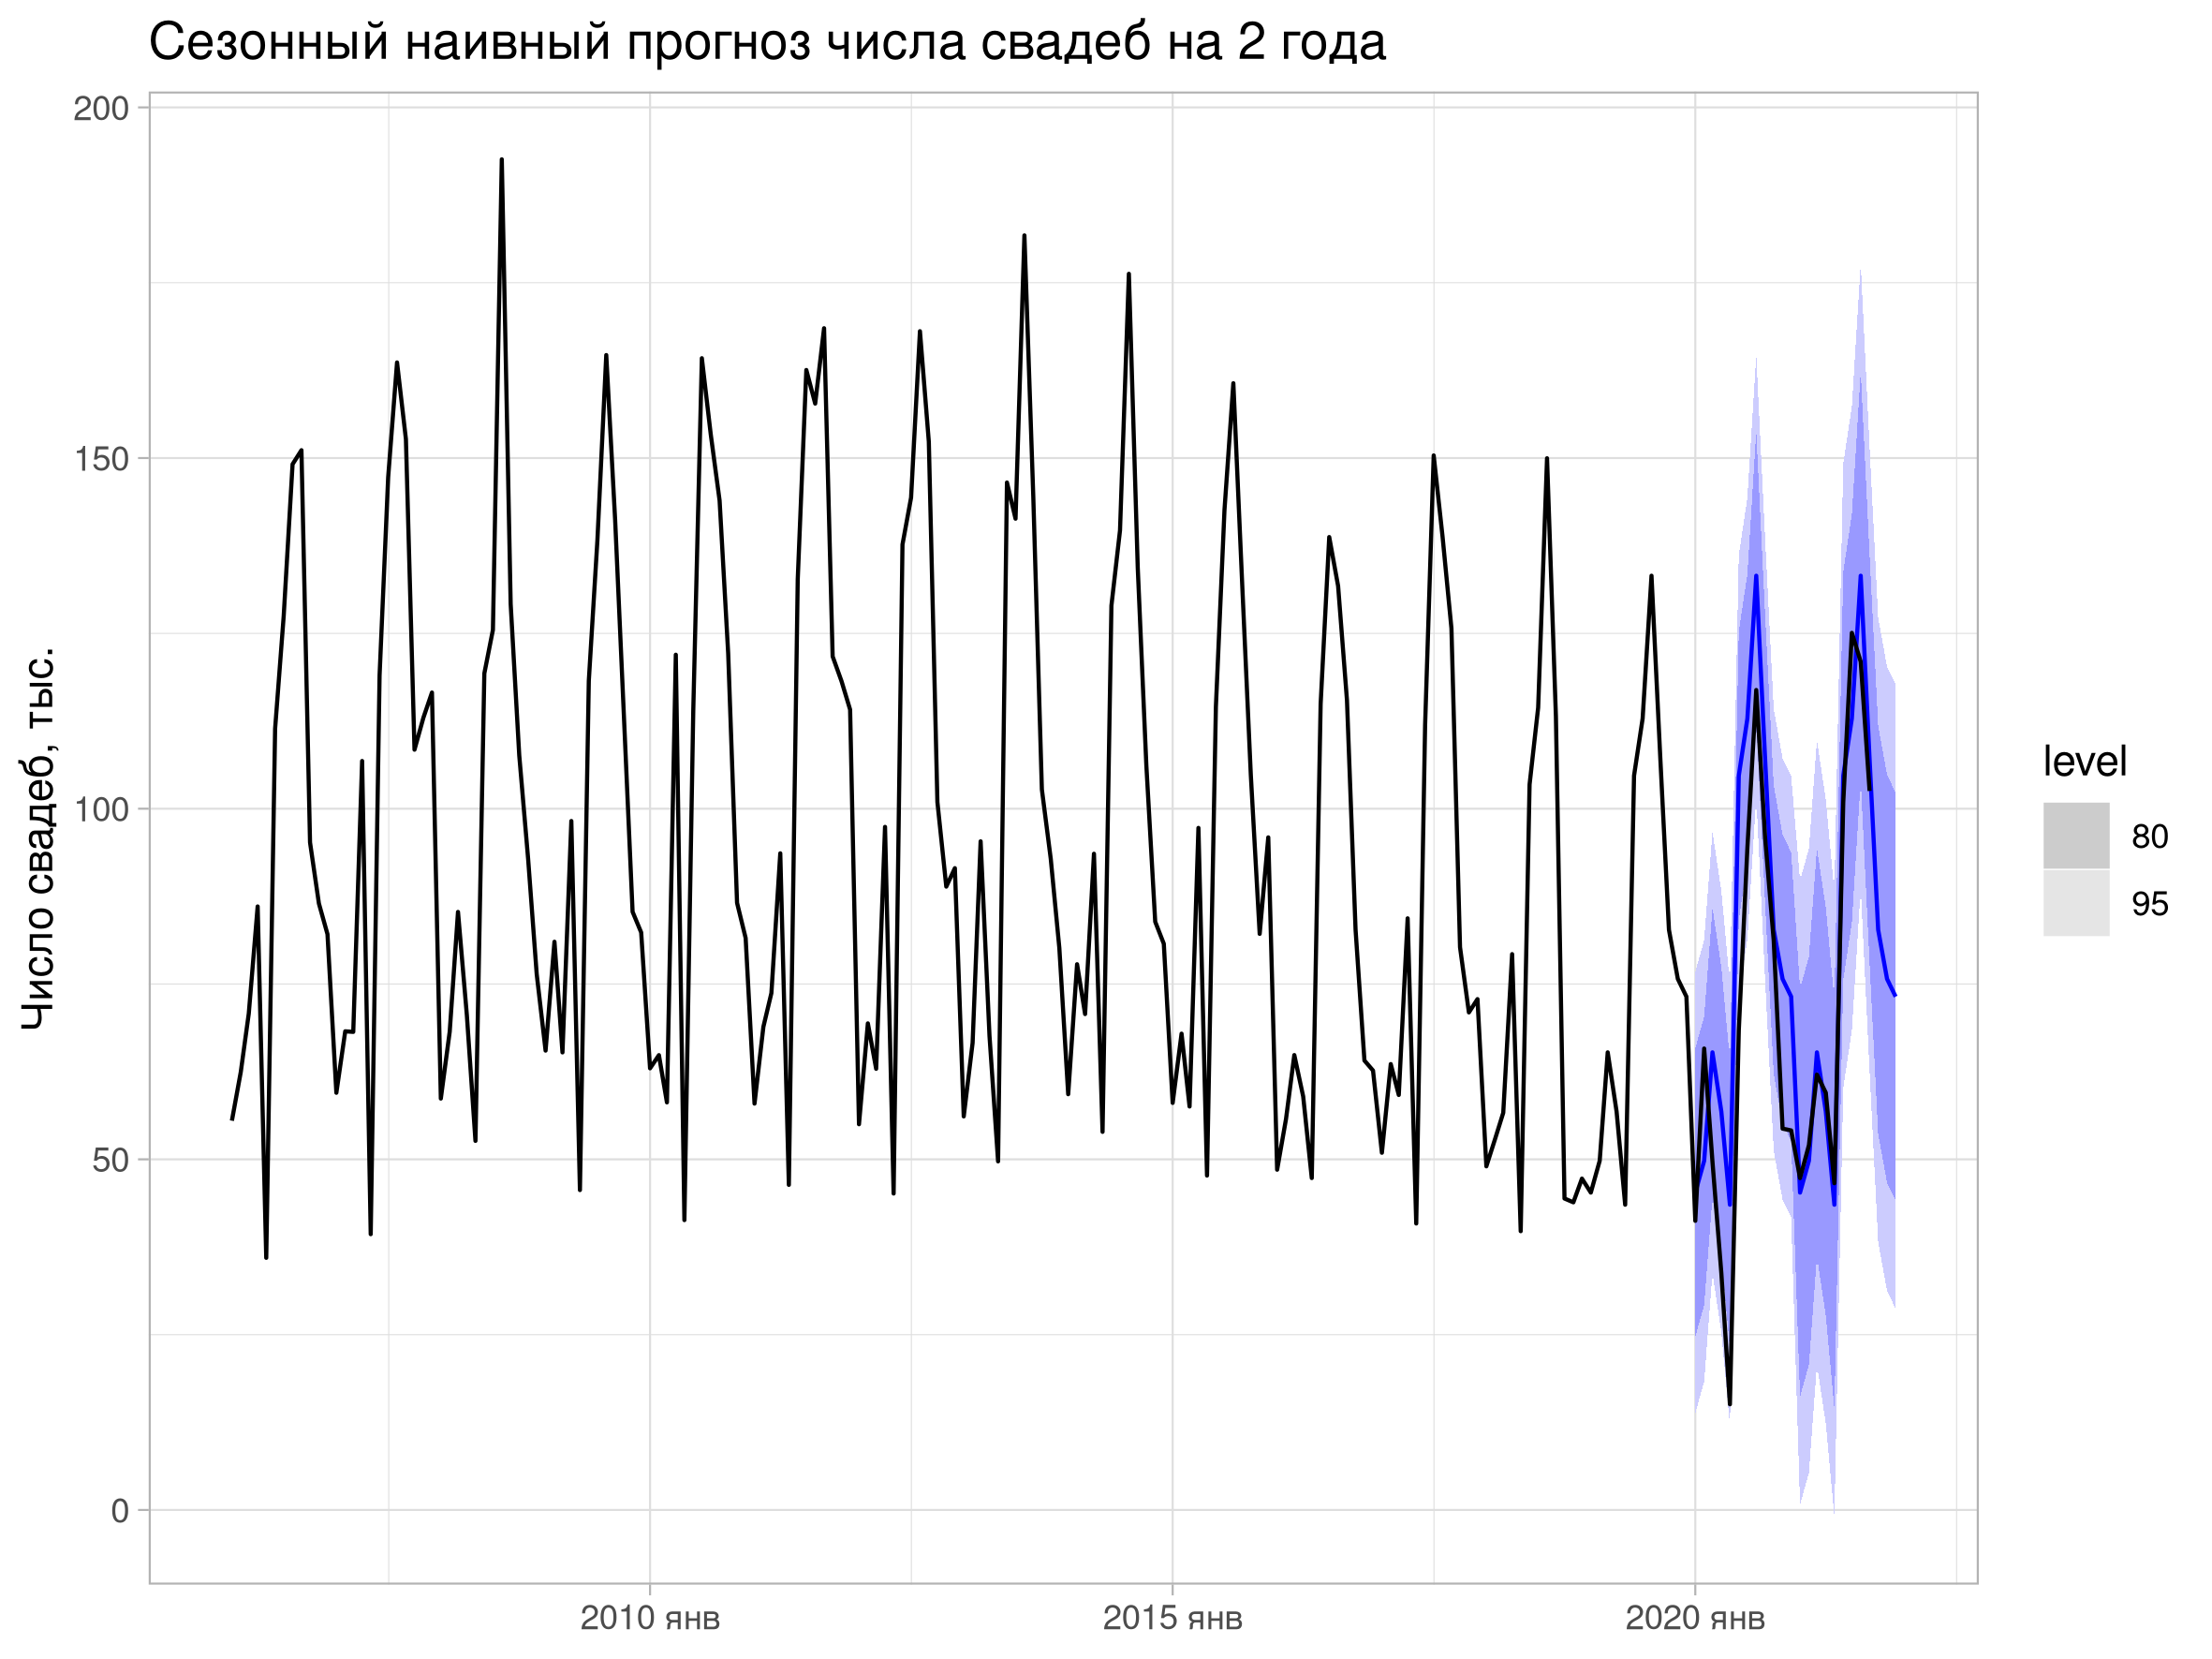 Сезонный наивный прогноз числа свадеб на 2 года
Число свадеб, тыс.
200
150
100
50
0
2010 янв
2015 янв
2020 янв
level
80
95